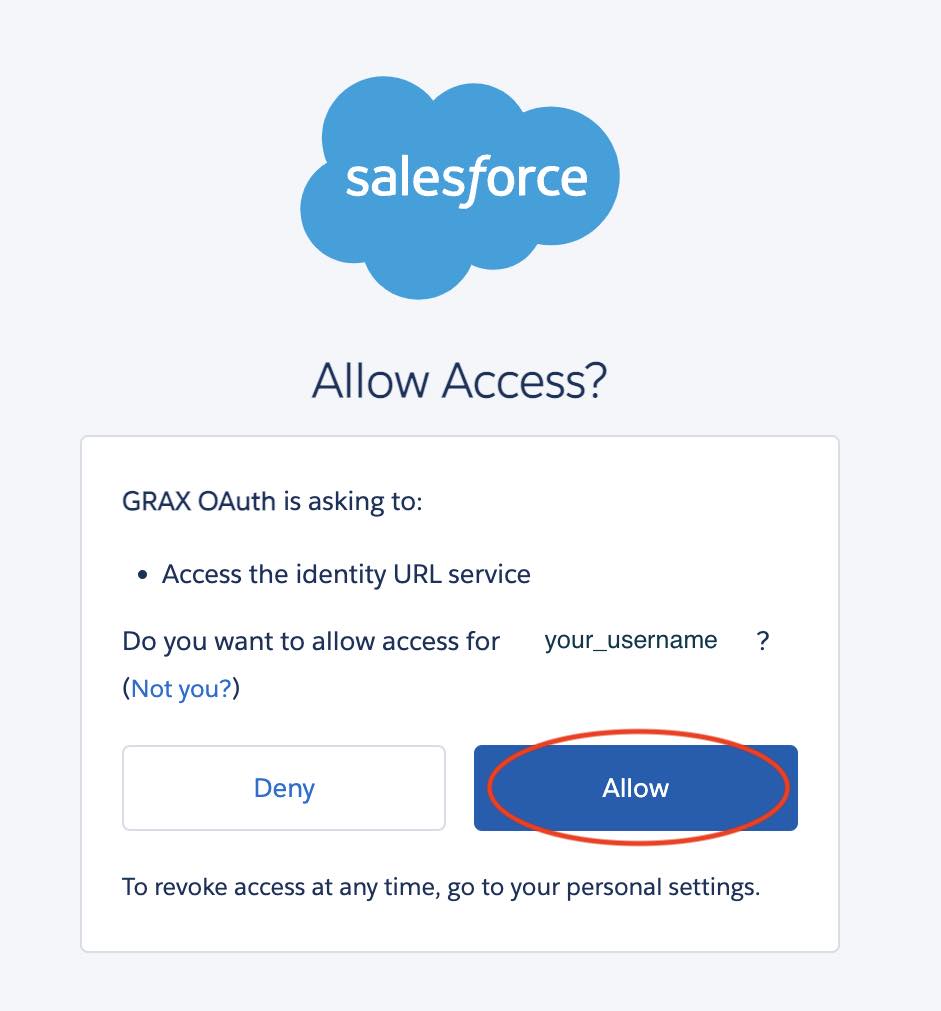 salesforce
Allow Access?
GRAX OAuth is asking to:
• Access the identity URL service
Do you want to allow access for your_username ?
(Not you?)
Deny Allow
To revoke access at any time, go to your personal settings.